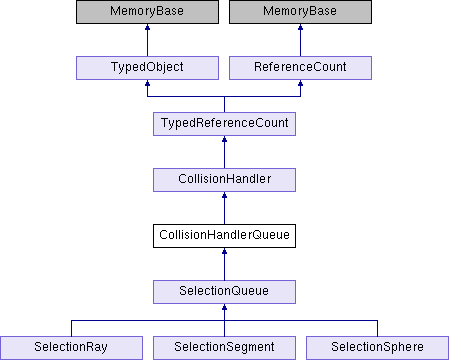 MemoryBase MemoryBase
TypedObject ReferenceCount
TypedReferenceCount
CollisionHandler
CollisionHandlerQueue
SelectionQueue
SelectionRay SelectionSegment SelectionSphere